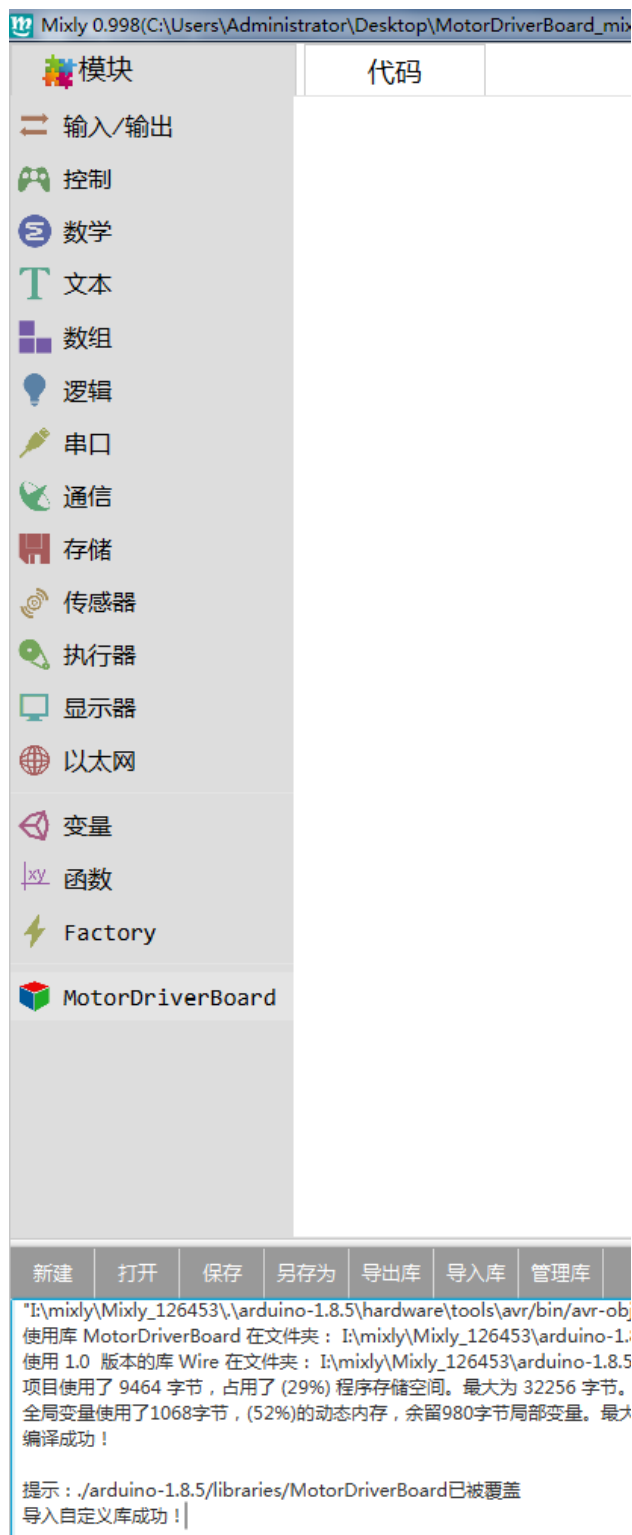 Mixly 0.998(C:\Users\Administrator\Desktop\MotorDriverBoard_mix
模块 代码
输入/输出
控制
数学
文本
数组
逻辑
串口
通信
存储
传感器
执行器
显示器
以太网
变量
xy 函数
Factory
MotorDriverBoard
新建 打开 保存 另存为 导出库 导入库 管理库
"I:\mixly\Mixly_126453\.\arduino-1.8.5\hardware\tools\avr/bin/avr-obj
使用库 MotorDriverBoard 在文件夹： I:\mixly\Mixly_126453\arduino-1.8
使用 1.0 版本的库 Wire 在文件夹： I:\mixly\Mixly_126453\arduino-1.8.5
项目使用了 9464 字节，占用了 (29%) 程序存储空间。最大为 32256 字节。
全局变量使用了1068字节，(52%)的动态内存，余留980字节局部变量。最大
编译成功！
提示：./arduino-1.8.5/libraries/MotorDriverBoard已被覆盖
导入自定义库成功！